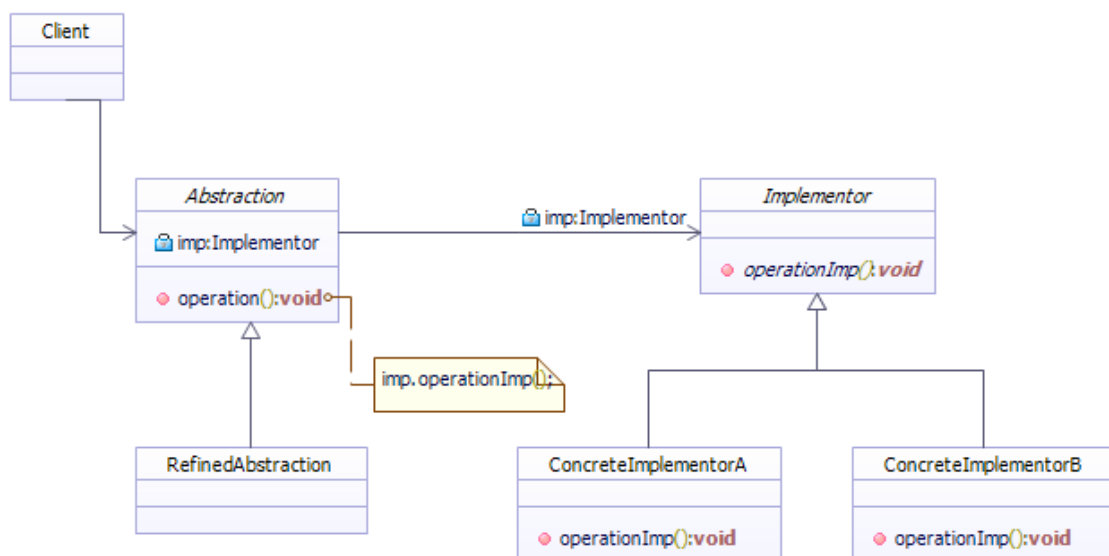 Client
Abstraction
imp:Implementor
operation():void
imp:Implementor
Implementor
operationImp():void
imp.operationImp();
RefinedAbstraction
ConcreteImplementorA
operationImp():void
ConcreteImplementorB
operationImp():void